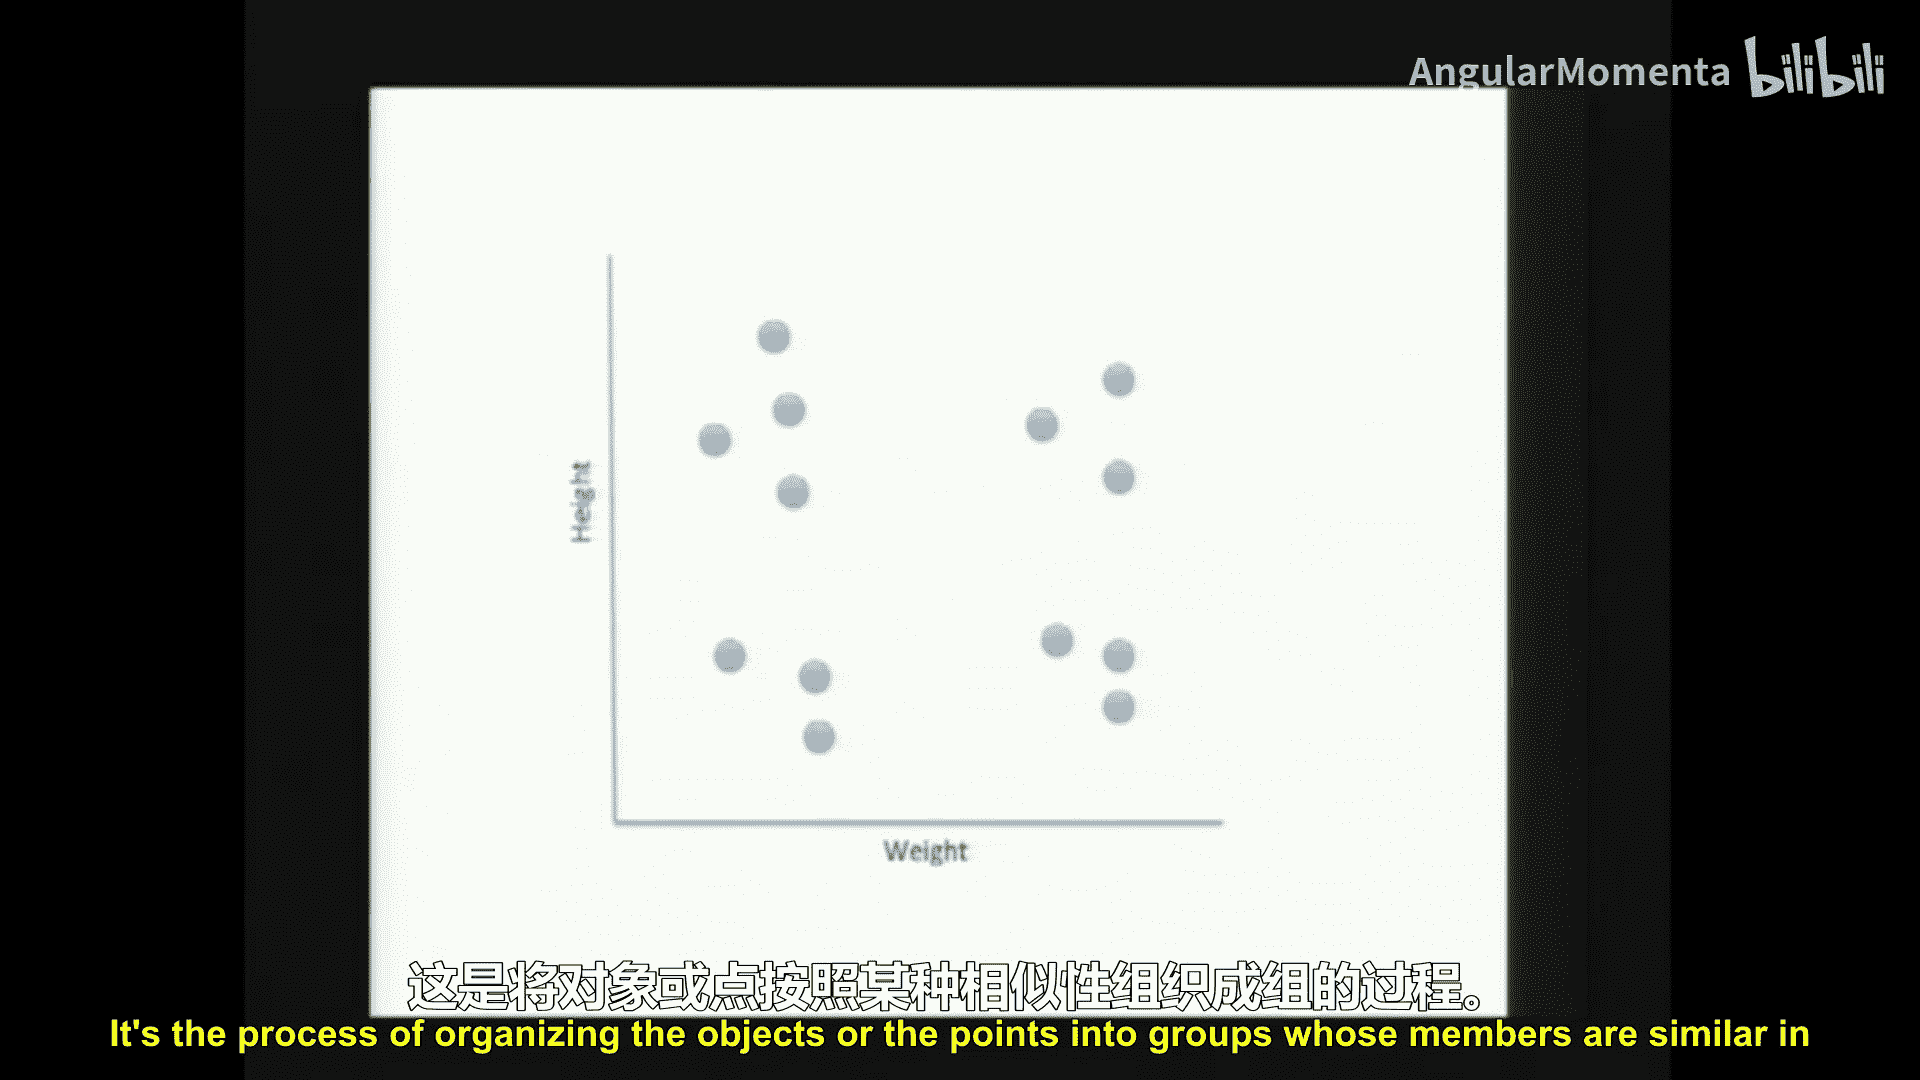 AngularMomenta bilibili
Height
Weight
这是将对象或点按照某种相似性组织成组的过程。
It's the process of organizing the objects or the points into groups whose members are similar in